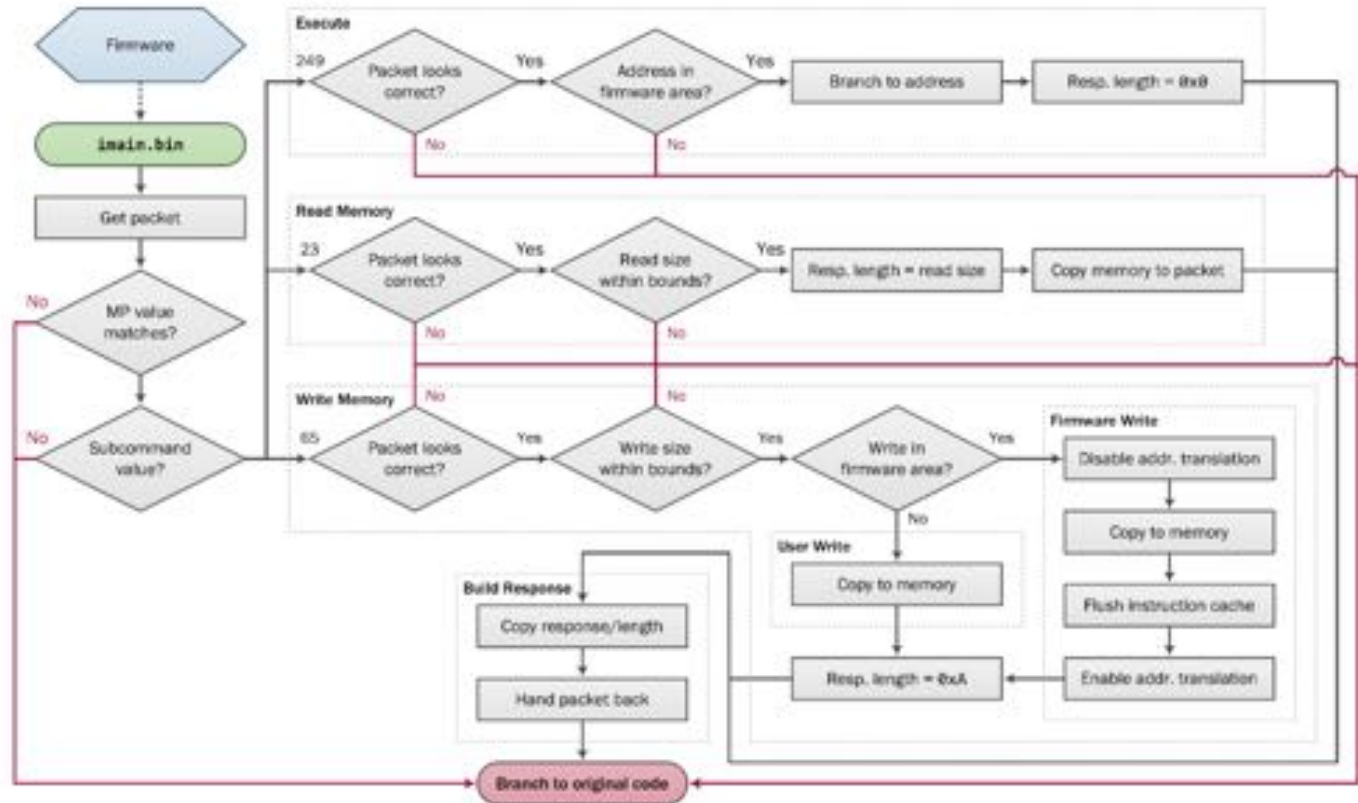 Firmware
imain.bin
Get packet
MP value
matches?
No
Subcommand
value?
No
Execute
249
Packet looks
correct?
Yes
No
Address in
firmware area?
Yes
No
Branch to address
Resp. length = 0x0
Read Memory
23
Packet looks
correct?
Yes
No
Read size
within bounds?
Yes
No
Resp. length = read size
Copy memory to packet
Write Memory
65
Packet looks
correct?
No
Yes
Write size
within bounds?
No
Yes
Write in
firmware area?
Yes
No
Firmware Write
Disable addr. translation
Copy to memory
Flush instruction cache
Enable addr. translation
User Write
Copy to memory
Resp. length = 0xA
Build Response
Copy response/length
Hand packet back
Branch to original code